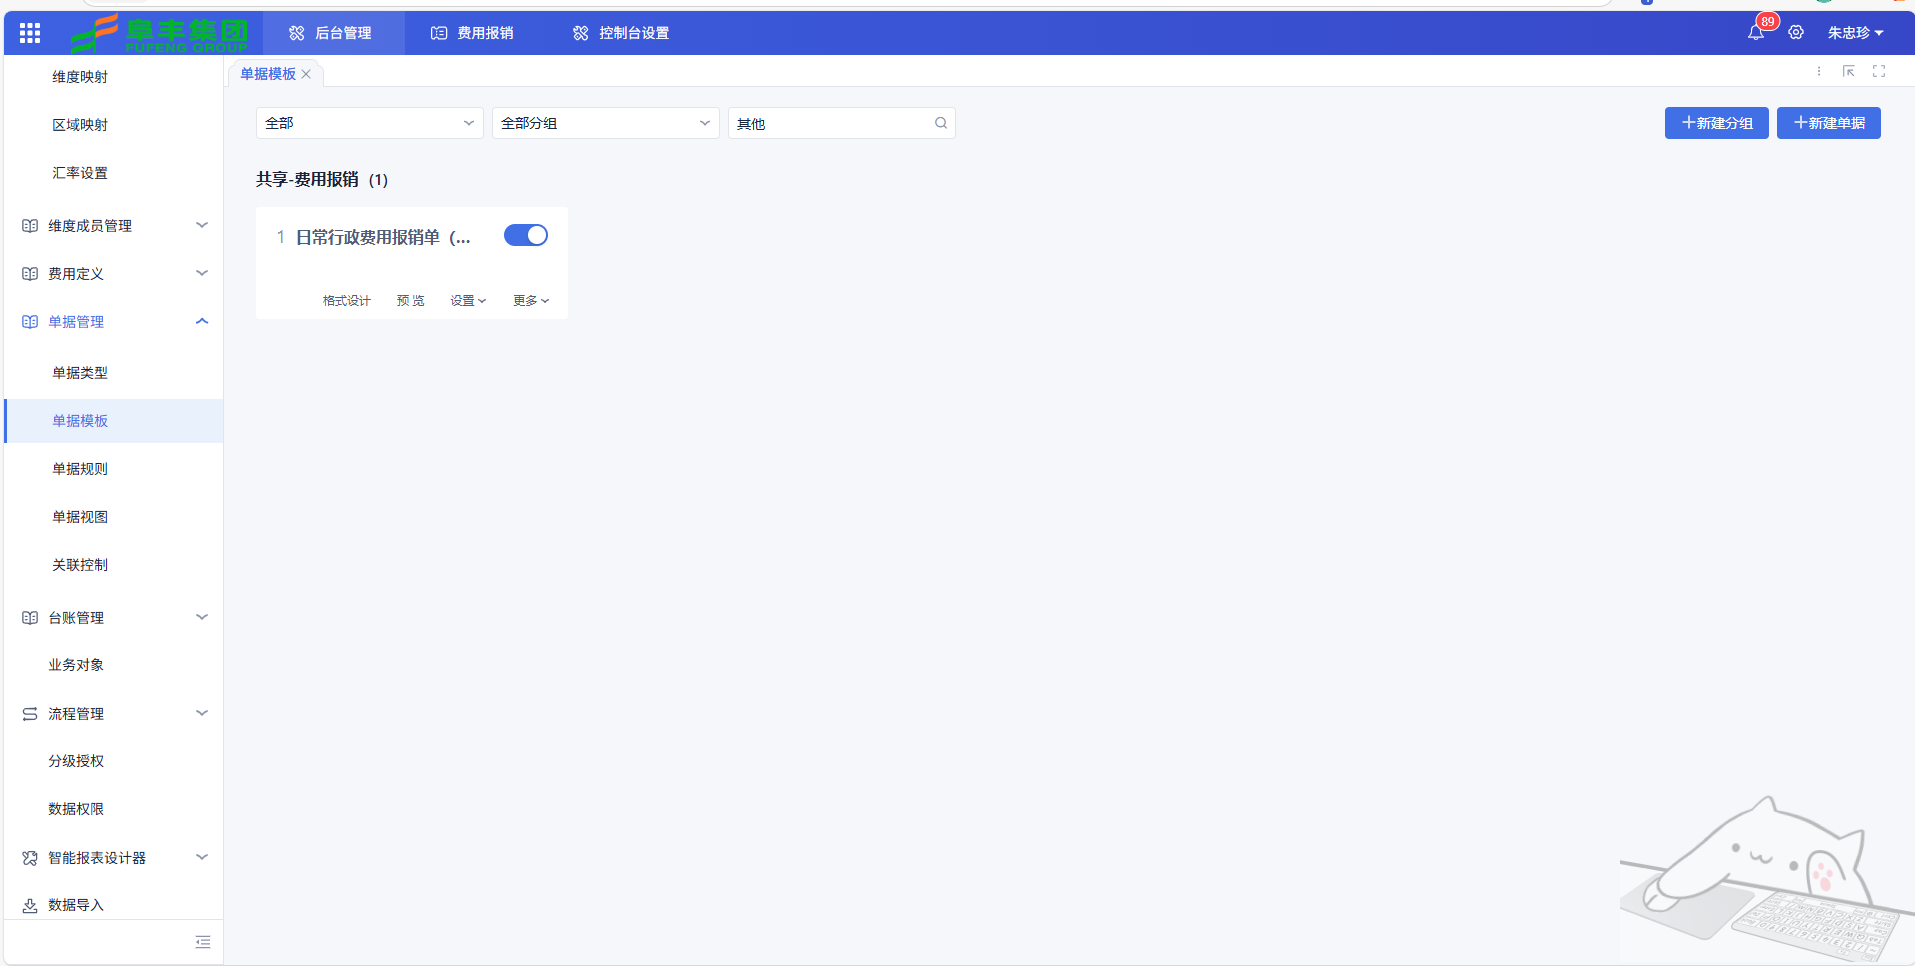 阜丰集团
FUFENG GROUP
后台管理
费用报销
控制台设置
89
朱忠珍
维度映射
区域映射
汇率设置
维度成员管理
费用定义
单据管理
单据类型
单据模板
单据规则
单据视图
关联控制
台账管理
业务对象
流程管理
分级授权
数据权限
智能报表设计器
数据导入
单据模板
全部
全部分组
其他
新建分组
新建单据
共享-费用报销 (1)
1 日常行政费用报销单（...
格式设计 预 览 设置 更多